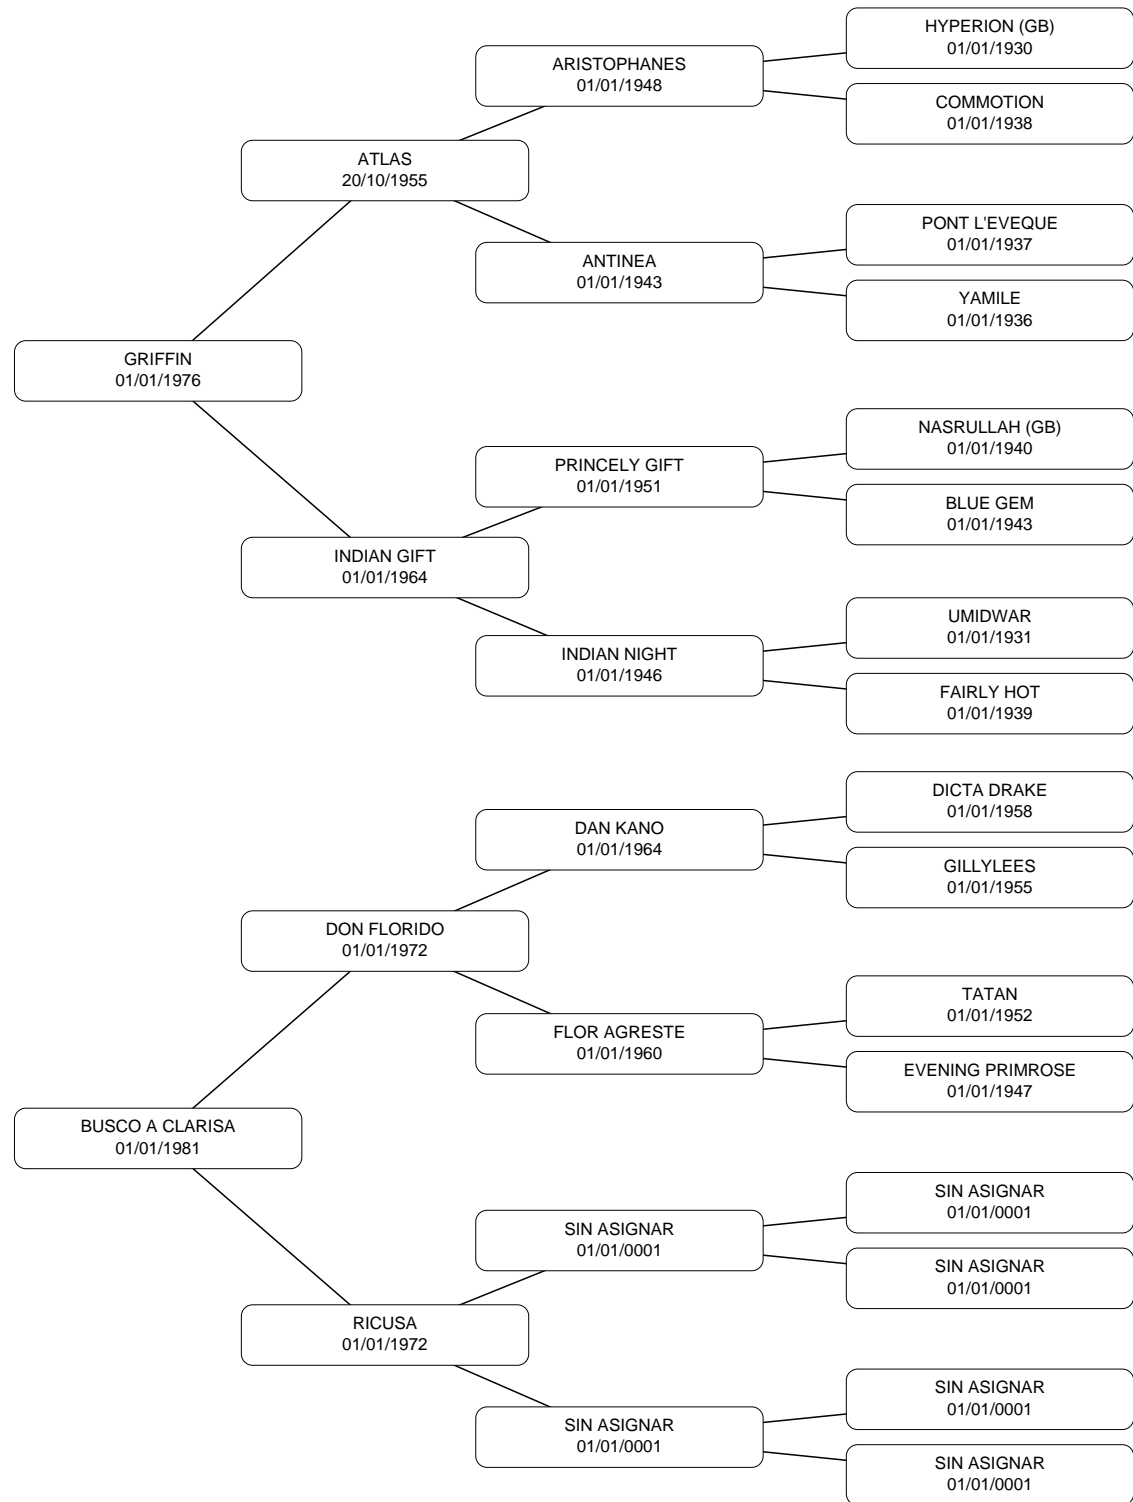 HYPERION (GB)
01/01/1930
ARISTOPHANES
01/01/1948
COMMOTION
01/01/1938
ATLAS
20/10/1955
PONT L'EVEQUE
01/01/1937
ANTINEA
01/01/1943
YAMILE
01/01/1936
GRIFFIN
01/01/1976
NASRULLAH (GB)
01/01/1940
PRINCELY GIFT
01/01/1951
BLUE GEM
01/01/1943
INDIAN GIFT
01/01/1964
UMIDWAR
01/01/1931
INDIAN NIGHT
01/01/1946
FAIRLY HOT
01/01/1939
DICTA DRAKE
01/01/1958
DAN KANO
01/01/1964
GILLYLEES
01/01/1955
DON FLORIDO
01/01/1972
TATAN
01/01/1952
FLOR AGRESTE
01/01/1960
EVENING PRIMROSE
01/01/1947
BUSCO A CLARISA
01/01/1981
SIN ASIGNAR
01/01/0001
SIN ASIGNAR
01/01/0001
SIN ASIGNAR
01/01/0001
RICUSA
01/01/1972
SIN ASIGNAR
01/01/0001
SIN ASIGNAR
01/01/0001
SIN ASIGNAR
01/01/0001